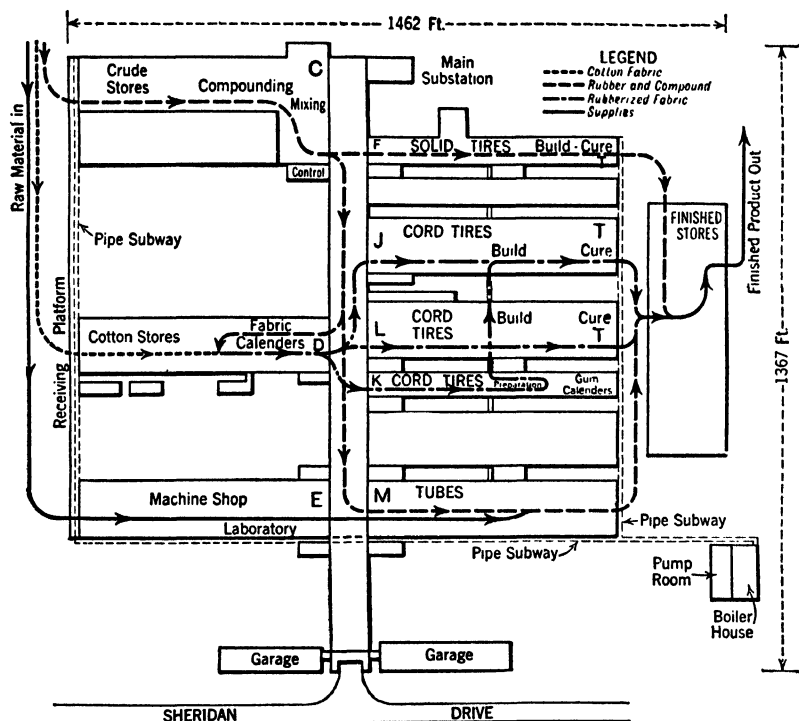 1462 Ft.
LEGEND
Cotton Fabric
Rubber and Compound
Rubberized Fabric
Supplies
Main
Substation
C
Crude
Stores
Compounding
Mixing
Control
F
SOLID TIRES
Build - Cure
T
Raw Material in
Pipe Subway
J
CORD TIRES
T
Build
Cure
FINISHED
STORES
Finished Product Out
1367 Ft.
Receiving Platform
Cotton Stores
Fabric
Calenders
D
L
CORD
TIRES
Build
Cure
T
K
CORD TIRES
Preparation
Gum
Calenders
Machine Shop
E
M
TUBES
Laboratory
Pipe Subway
Pipe Subway
Pump
Room
Boiler
House
Garage
Garage
SHERIDAN
DRIVE